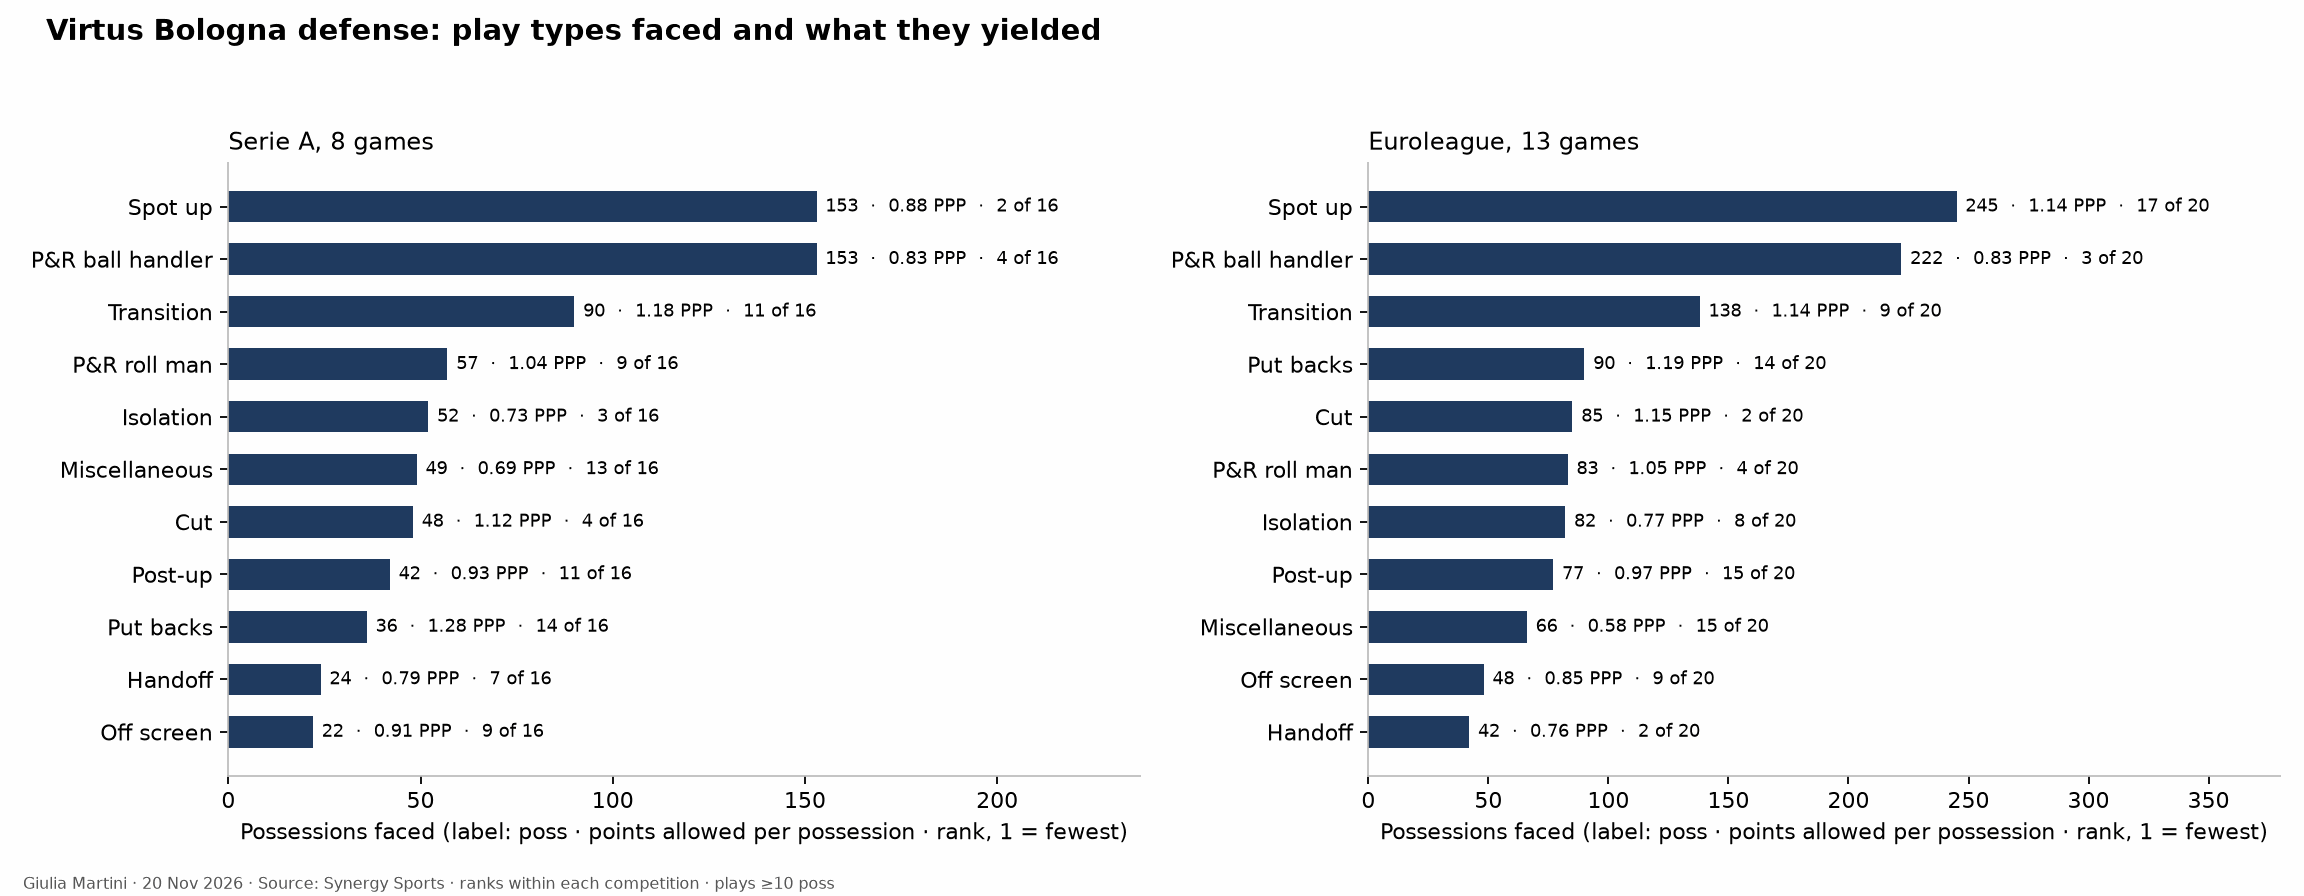 Virtus Bologna defense: play types faced and what they yielded
Serie A, 8 games
Spot up 153 · 0.88 PPP · 2 of 16
P&R ball handler 153 · 0.83 PPP · 4 of 16
Transition 90 · 1.18 PPP · 11 of 16
P&R roll man 57 · 1.04 PPP · 9 of 16
Isolation 52 · 0.73 PPP · 3 of 16
Miscellaneous 49 · 0.69 PPP · 13 of 16
Cut 48 · 1.12 PPP · 4 of 16
Post-up 42 · 0.93 PPP · 11 of 16
Put backs 36 · 1.28 PPP · 14 of 16
Handoff 24 · 0.79 PPP · 7 of 16
Off screen 22 · 0.91 PPP · 9 of 16
0 50 100 150 200
Possessions faced (label: poss · points allowed per possession · rank, 1 = fewest)
Euroleague, 13 games
Spot up 245 · 1.14 PPP · 17 of 20
P&R ball handler 222 · 0.83 PPP · 3 of 20
Transition 138 · 1.14 PPP · 9 of 20
Put backs 90 · 1.19 PPP · 14 of 20
Cut 85 · 1.15 PPP · 2 of 20
P&R roll man 83 · 1.05 PPP · 4 of 20
Isolation 82 · 0.77 PPP · 8 of 20
Post-up 77 · 0.97 PPP · 15 of 20
Miscellaneous 66 · 0.58 PPP · 15 of 20
Off screen 48 · 0.85 PPP · 9 of 20
Handoff 42 · 0.76 PPP · 2 of 20
0 50 100 150 200 250 300 350
Possessions faced (label: poss · points allowed per possession · rank, 1 = fewest)
Giulia Martini · 20 Nov 2026 · Source: Synergy Sports · ranks within each competition · plays ≥10 poss